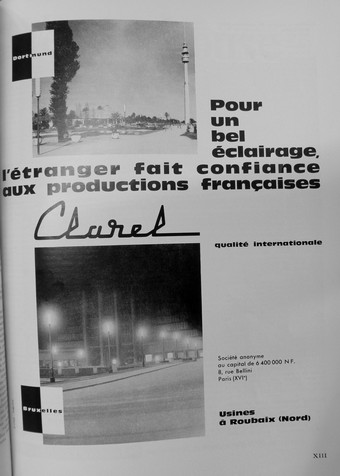 Dortmund
Pour
un
bel
éclairage,
l'étranger fait confiance
aux productions françaises
Clarel
qualité internationale
Société anonyme
au capital de 6 400 000 N F.
8, rue Bellini
Paris (XVIᵉ)
Bruxelles
Usines
à Roubaix (Nord)
XIII